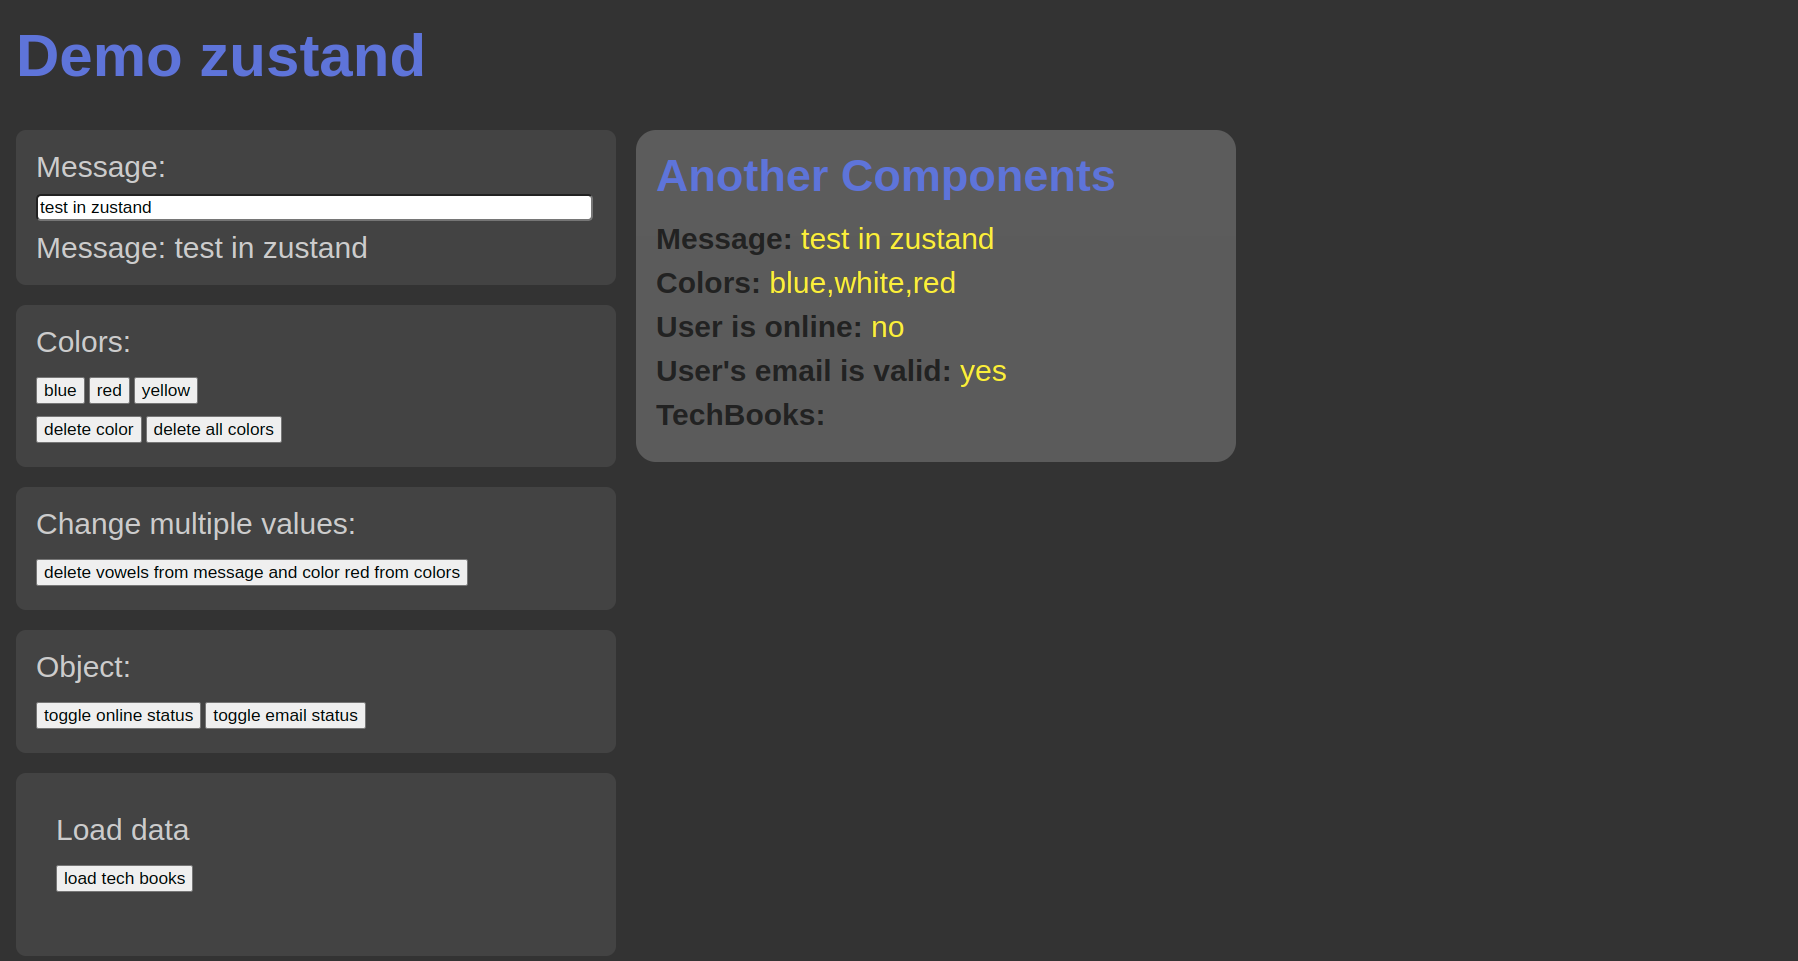 Demo zustand
Message:
test in zustand
Message: test in zustand
Colors:
blue red yellow
delete color delete all colors
Change multiple values:
delete vowels from message and color red from colors
Object:
toggle online status toggle email status
Load data
load tech books
Another Components
Message: test in zustand
Colors: blue,white,red
User is online: no
User's email is valid: yes
TechBooks: